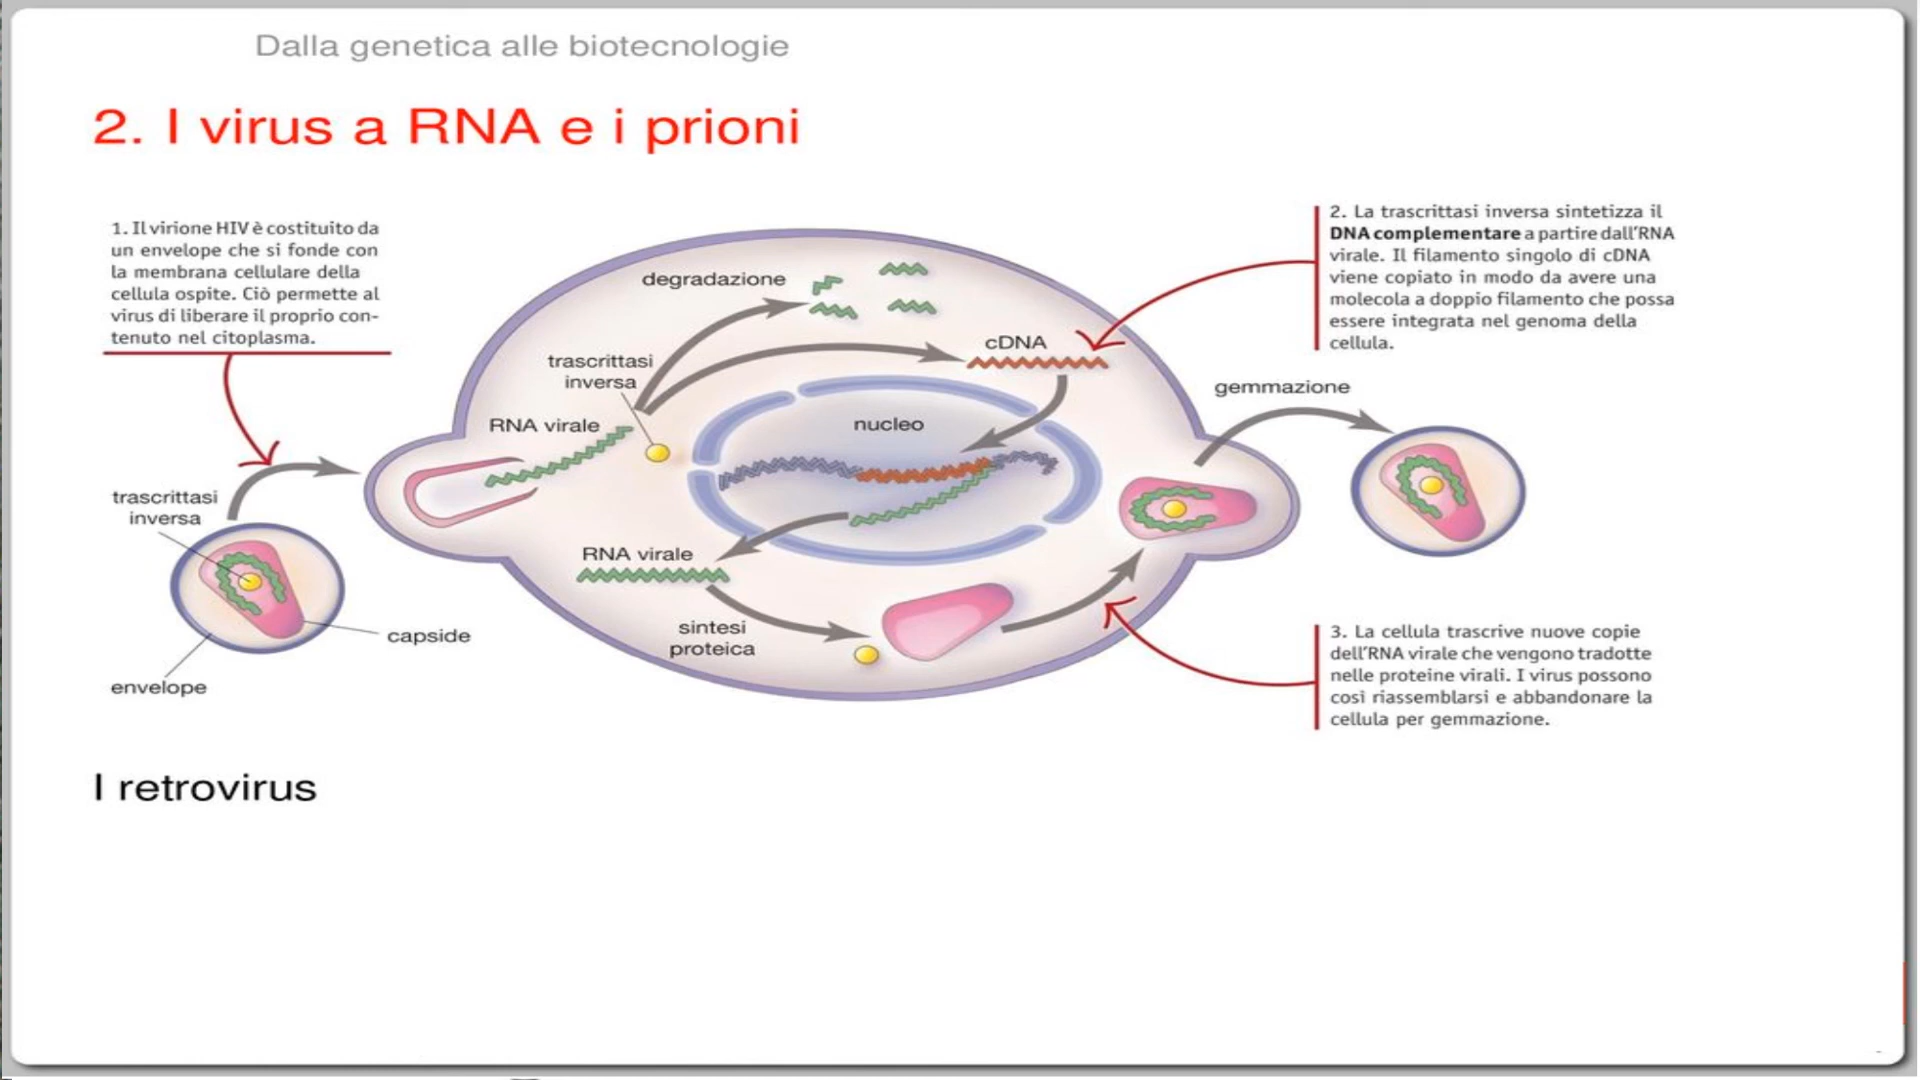 Dalla genetica alle biotecnologie
2. I virus a RNA e i prioni
1. Il virione HIV è costituito da
un envelope che si fonde con
la membrana cellulare della
cellula ospite. Ciò permette al
virus di liberare il proprio con-
tenuto nel citoplasma.
2. La trascrittasi inversa sintetizza il
DNA complementare a partire dall'RNA
virale. Il filamento singolo di cDNA
viene copiato in modo da avere una
molecola a doppio filamento che possa
essere integrata nel genoma della
cellula.
degradazione
cDNA
trascrittasi
inversa
gemmazione
RNA virale
nucleo
trascrittasi
inversa
RNA virale
capside
sintesi
proteica
envelope
3. La cellula trascrive nuove copie
dell'RNA virale che vengono tradotte
nelle proteine virali. I virus possono
così riassemblarsi e abbandonare la
cellula per gemmazione.
I retrovirus